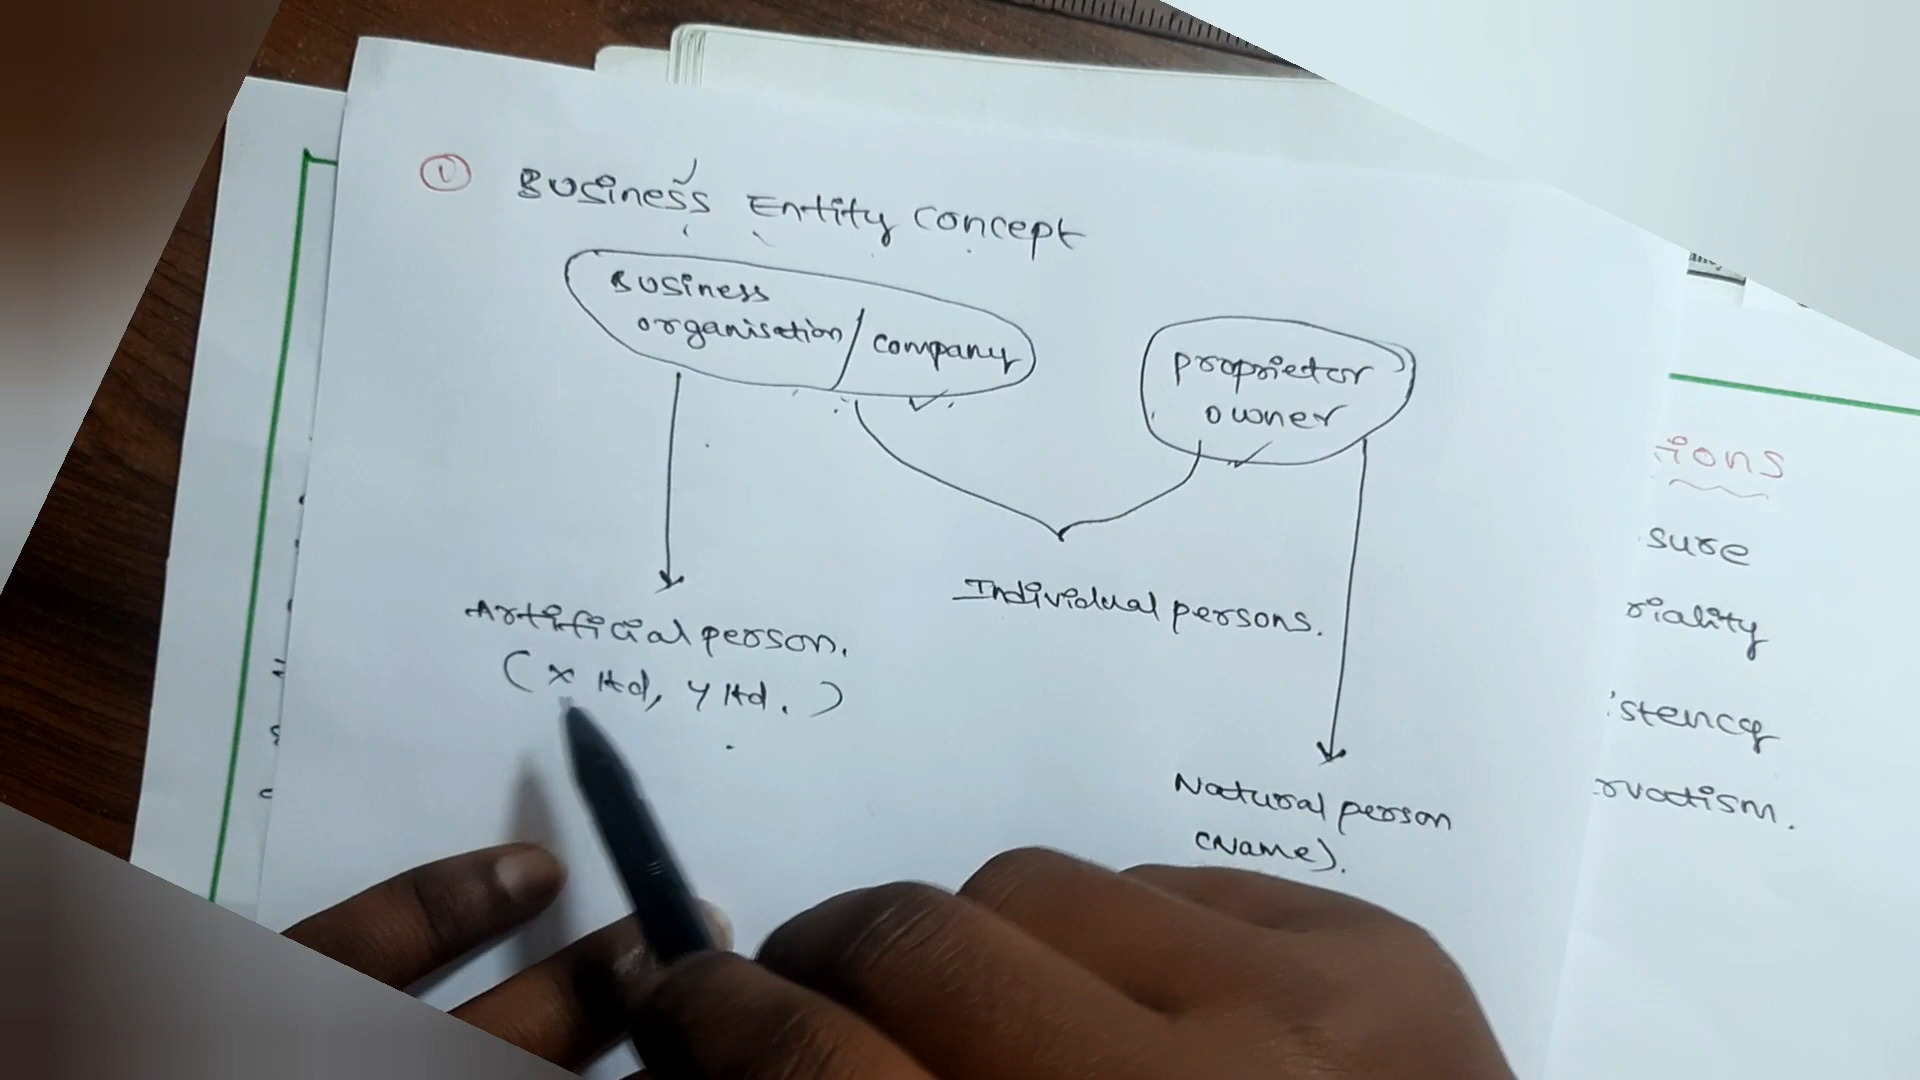 ① Business Entity Concept
Business
organisation / company
proprietor
owner
Individual persons.
Artificial person.
(x ltd, y ltd.)
Natural person
(Name).
ions
sure
riality
stency
rvatism.